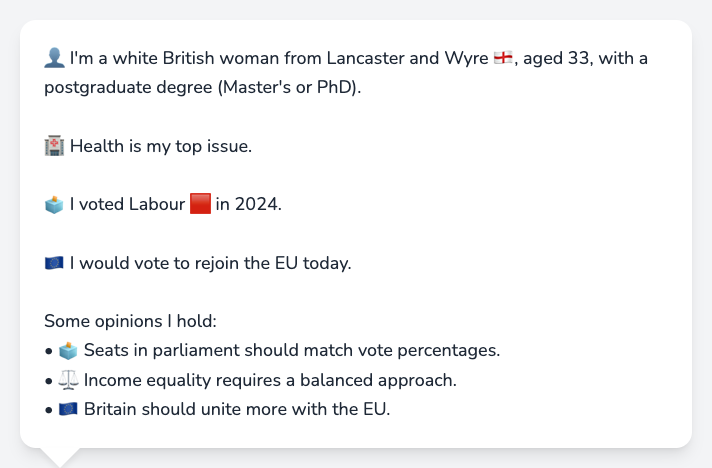 👤 I'm a white British woman from Lancaster and Wyre 🏴󠁧󠁢󠁥󠁮󠁧󠁿, aged 33, with a
postgraduate degree (Master's or PhD).
🏥 Health is my top issue.
🗳️ I voted Labour 🟥 in 2024.
🇪🇺 I would vote to rejoin the EU today.
Some opinions I hold:
• 🗳️ Seats in parliament should match vote percentages.
• ⚖️ Income equality requires a balanced approach.
• 🇪🇺 Britain should unite more with the EU.